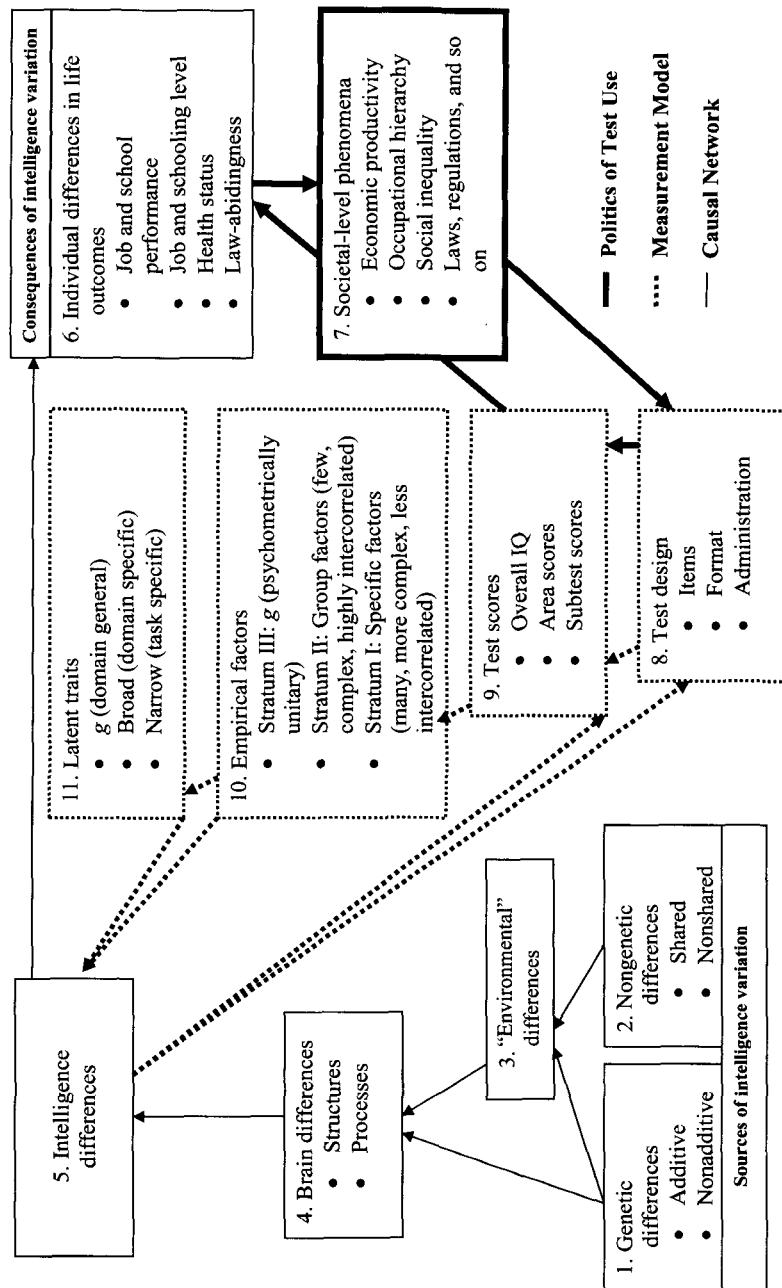 Consequences of intelligence variation
6. Individual differences in life
outcomes
● Job and school
performance
● Job and schooling level
● Health status
● Law-abidingness
7. Societal-level phenomena
● Economic productivity
● Occupational hierarchy
● Social inequality
● Laws, regulations, and so
on
Politics of Test Use
Measurement Model
Causal Network
11. Latent traits
● g (domain general)
● Broad (domain specific)
● Narrow (task specific)
10. Empirical factors
● Stratum III: g (psychometrically
unitary)
● Stratum II: Group factors (few,
complex, highly intercorrelated)
● Stratum I: Specific factors
(many, more complex, less
intercorrelated)
9. Test scores
● Overall IQ
● Area scores
● Subtest scores
8. Test design
● Items
● Format
● Administration
5. Intelligence
differences
4. Brain differences
● Structures
● Processes
3. “Environmental”
differences
2. Nongenetic
differences
● Shared
● Nonshared
1. Genetic
differences
● Additive
● Nonadditive
Sources of intelligence variation